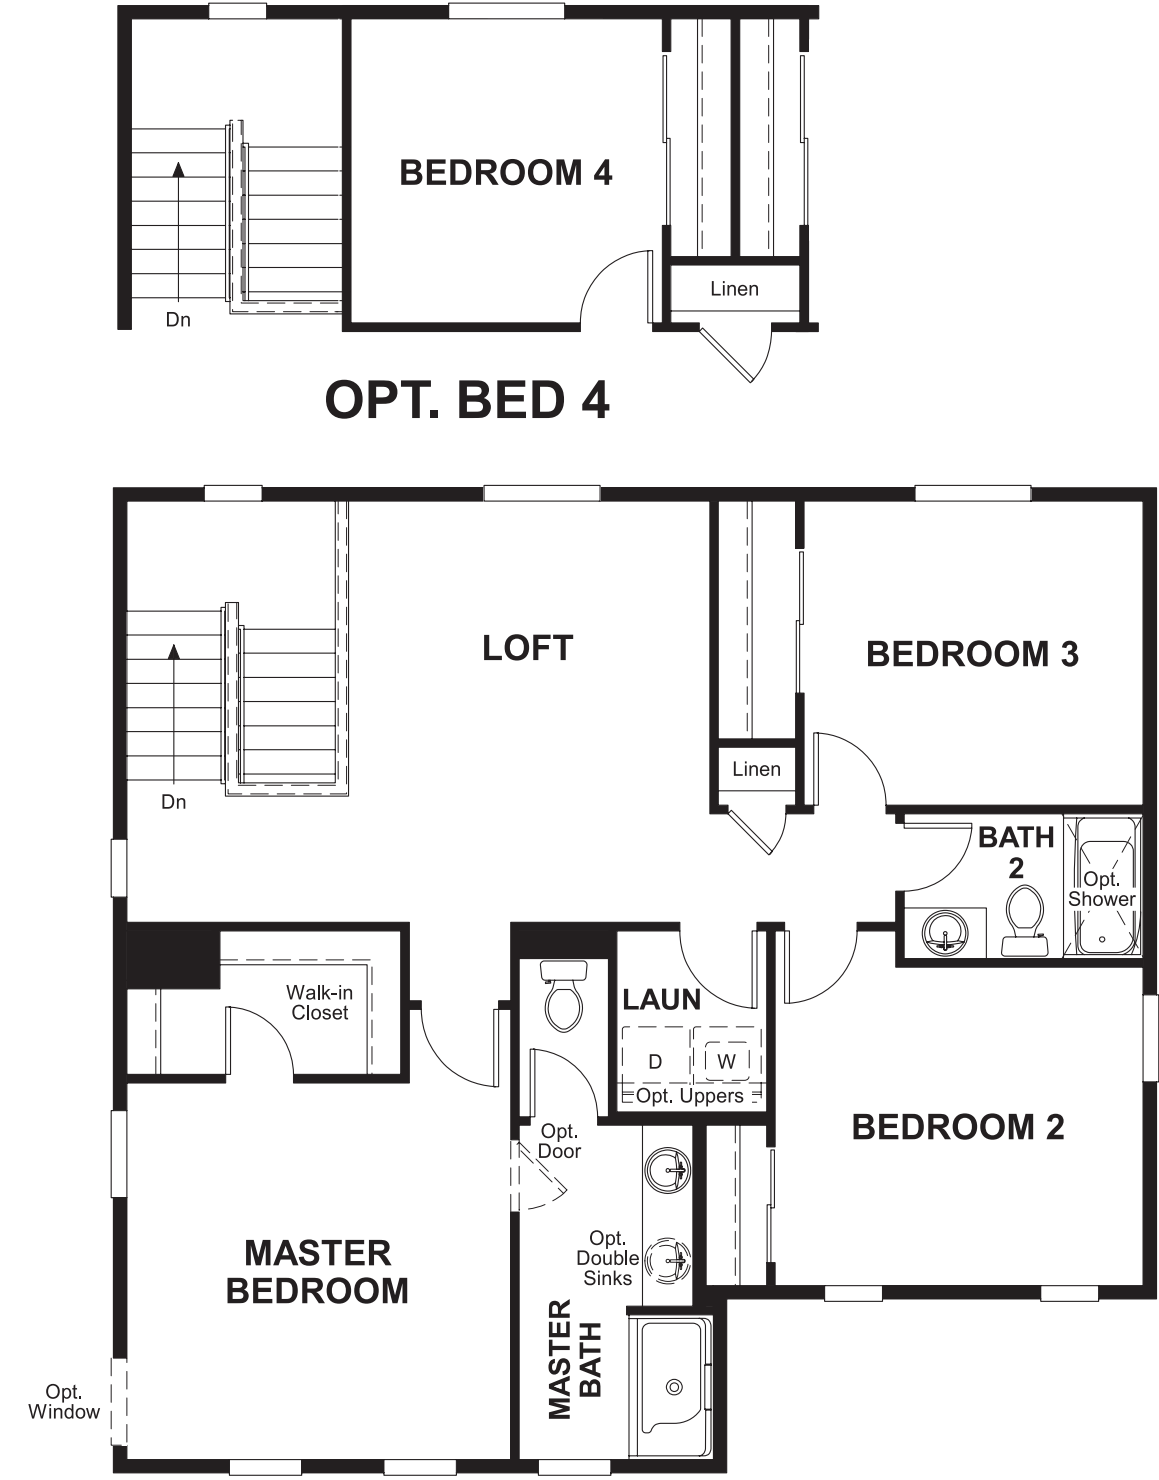 BEDROOM 4
Linen
Dn
OPT. BED 4
LOFT
BEDROOM 3
Linen
Dn
BATH
2
Opt.
Shower
Walk-in
Closet
LAUN
D
W
Opt. Uppers
BEDROOM 2
Opt.
Door
MASTER
BEDROOM
Opt.
Double
Sinks
MASTER
BATH
Opt.
Window